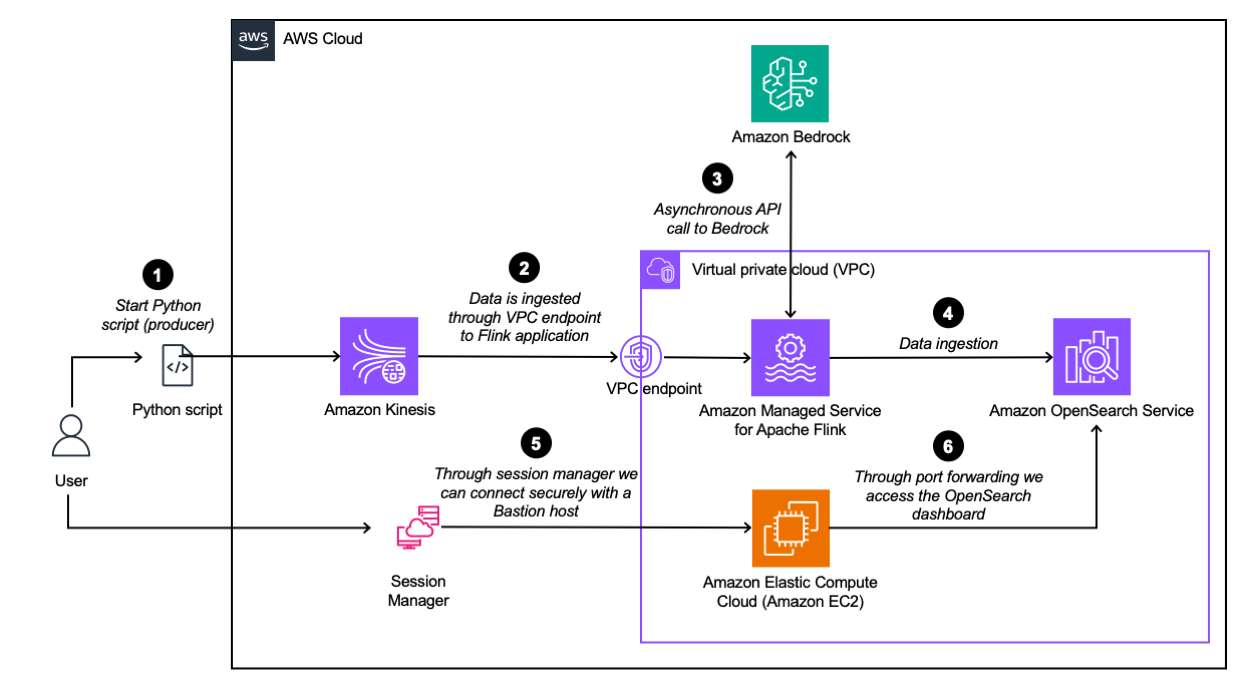 aws
AWS Cloud
Amazon Bedrock
3
Asynchronous API
call to Bedrock
Virtual private cloud (VPC)
1
Start Python
script (producer)
2
Data is ingested
through VPC endpoint
to Flink application
4
Data ingestion
</>
Python script
Amazon Kinesis
VPC endpoint
Amazon Managed Service
for Apache Flink
Amazon OpenSearch Service
User
5
Through session manager we
can connect securely with a
Bastion host
6
Through port forwarding we
access the OpenSearch
dashboard
Session
Manager
Amazon Elastic Compute
Cloud (Amazon EC2)